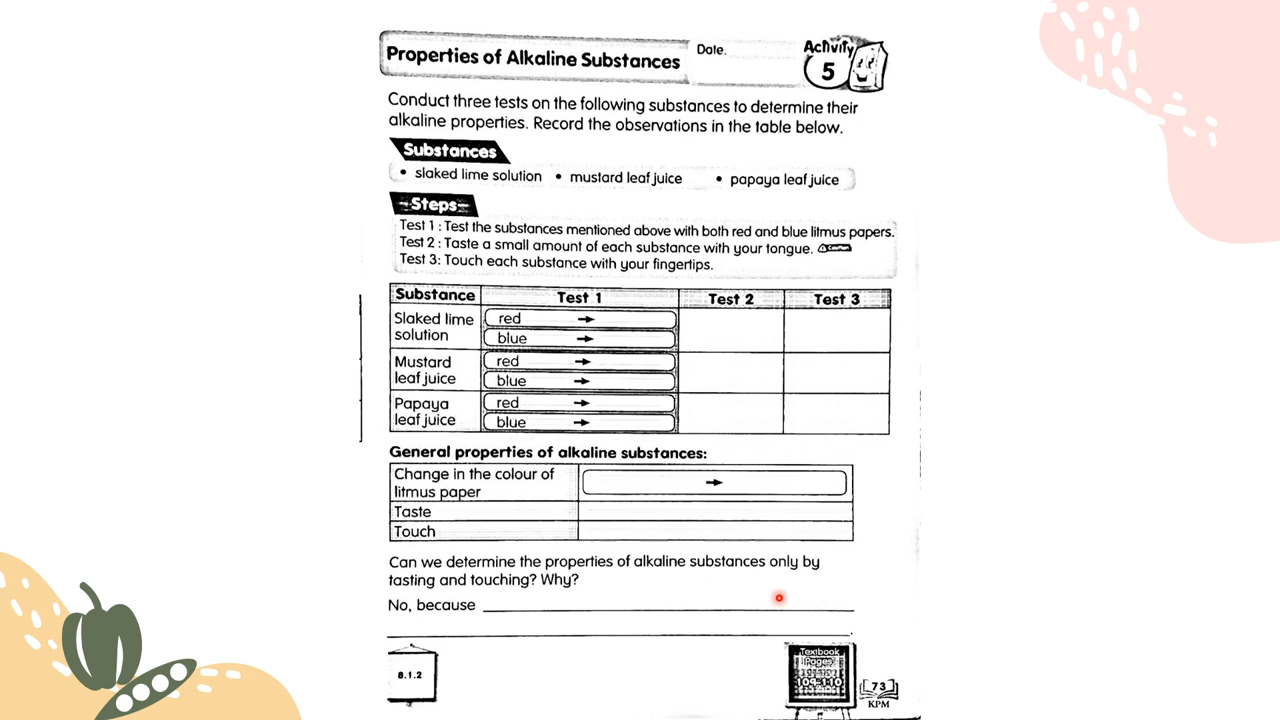 Properties of Alkaline Substances
Date.
Activity
5
Conduct three tests on the following substances to determine their
alkaline properties. Record the observations in the table below.
Substances
• slaked lime solution • mustard leaf juice • papaya leaf juice
Steps
Test 1 : Test the substances mentioned above with both red and blue litmus papers.
Test 2 : Taste a small amount of each substance with your tongue.
Test 3: Touch each substance with your fingertips.
Substance Test 1 Test 2 Test 3
Slaked lime
solution
red →
blue →
Mustard
leaf juice
red →
blue →
Papaya
leaf juice
red →
blue →
General properties of alkaline substances:
Change in the colour of
litmus paper
→
Taste
Touch
Can we determine the properties of alkaline substances only by
tasting and touching? Why?
No, because
8.1.2
Textbook
Pages
104-110
73
KPM